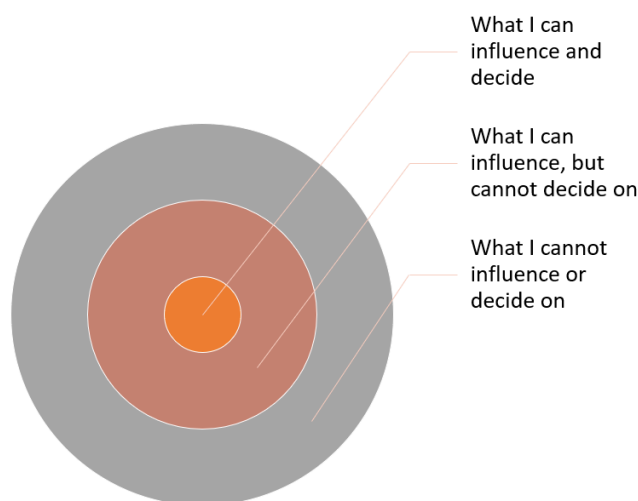 What I can
influence and
decide
What I can
influence, but
cannot decide on
What I cannot
influence or
decide on